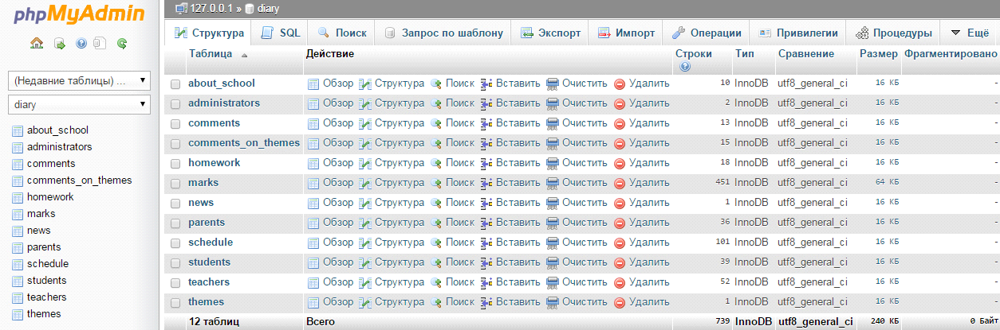 phpMyAdmin
(Недавние таблицы) ...
diary
about_school
administrators
comments
comments_on_themes
homework
marks
news
parents
schedule
students
teachers
themes
127.0.0.1 » diary
Структура SQL Поиск Запрос по шаблону Экспорт Импорт Операции Привилегии Процедуры Ещё
Таблица Действие Строки Тип Сравнение Размер Фрагментировано
about_school Обзор Структура Поиск Вставить Очистить Удалить 10 InnoDB utf8_general_ci 16 КБ -
administrators Обзор Структура Поиск Вставить Очистить Удалить 2 InnoDB utf8_general_ci 16 КБ -
comments Обзор Структура Поиск Вставить Очистить Удалить 13 InnoDB utf8_general_ci 16 КБ -
comments_on_themes Обзор Структура Поиск Вставить Очистить Удалить 15 InnoDB utf8_general_ci 16 КБ -
homework Обзор Структура Поиск Вставить Очистить Удалить 18 InnoDB utf8_general_ci 16 КБ -
marks Обзор Структура Поиск Вставить Очистить Удалить 451 InnoDB utf8_general_ci 64 КБ -
news Обзор Структура Поиск Вставить Очистить Удалить 1 InnoDB utf8_general_ci 16 КБ -
parents Обзор Структура Поиск Вставить Очистить Удалить 36 InnoDB utf8_general_ci 16 КБ -
schedule Обзор Структура Поиск Вставить Очистить Удалить 101 InnoDB utf8_general_ci 16 КБ -
students Обзор Структура Поиск Вставить Очистить Удалить 39 InnoDB utf8_general_ci 16 КБ -
teachers Обзор Структура Поиск Вставить Очистить Удалить 52 InnoDB utf8_general_ci 16 КБ -
themes Обзор Структура Поиск Вставить Очистить Удалить 1 InnoDB utf8_general_ci 16 КБ -
12 таблиц Всего 739 InnoDB utf8_general_ci 240 КБ 0 Байт